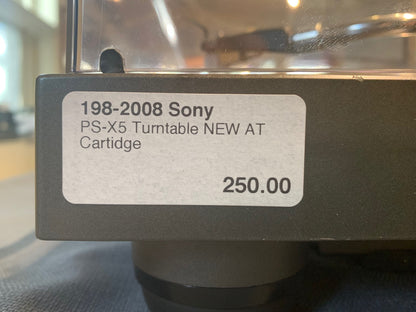 198-2008 Sony
PS-X5 Turntable NEW AT
Cartidge
250.00